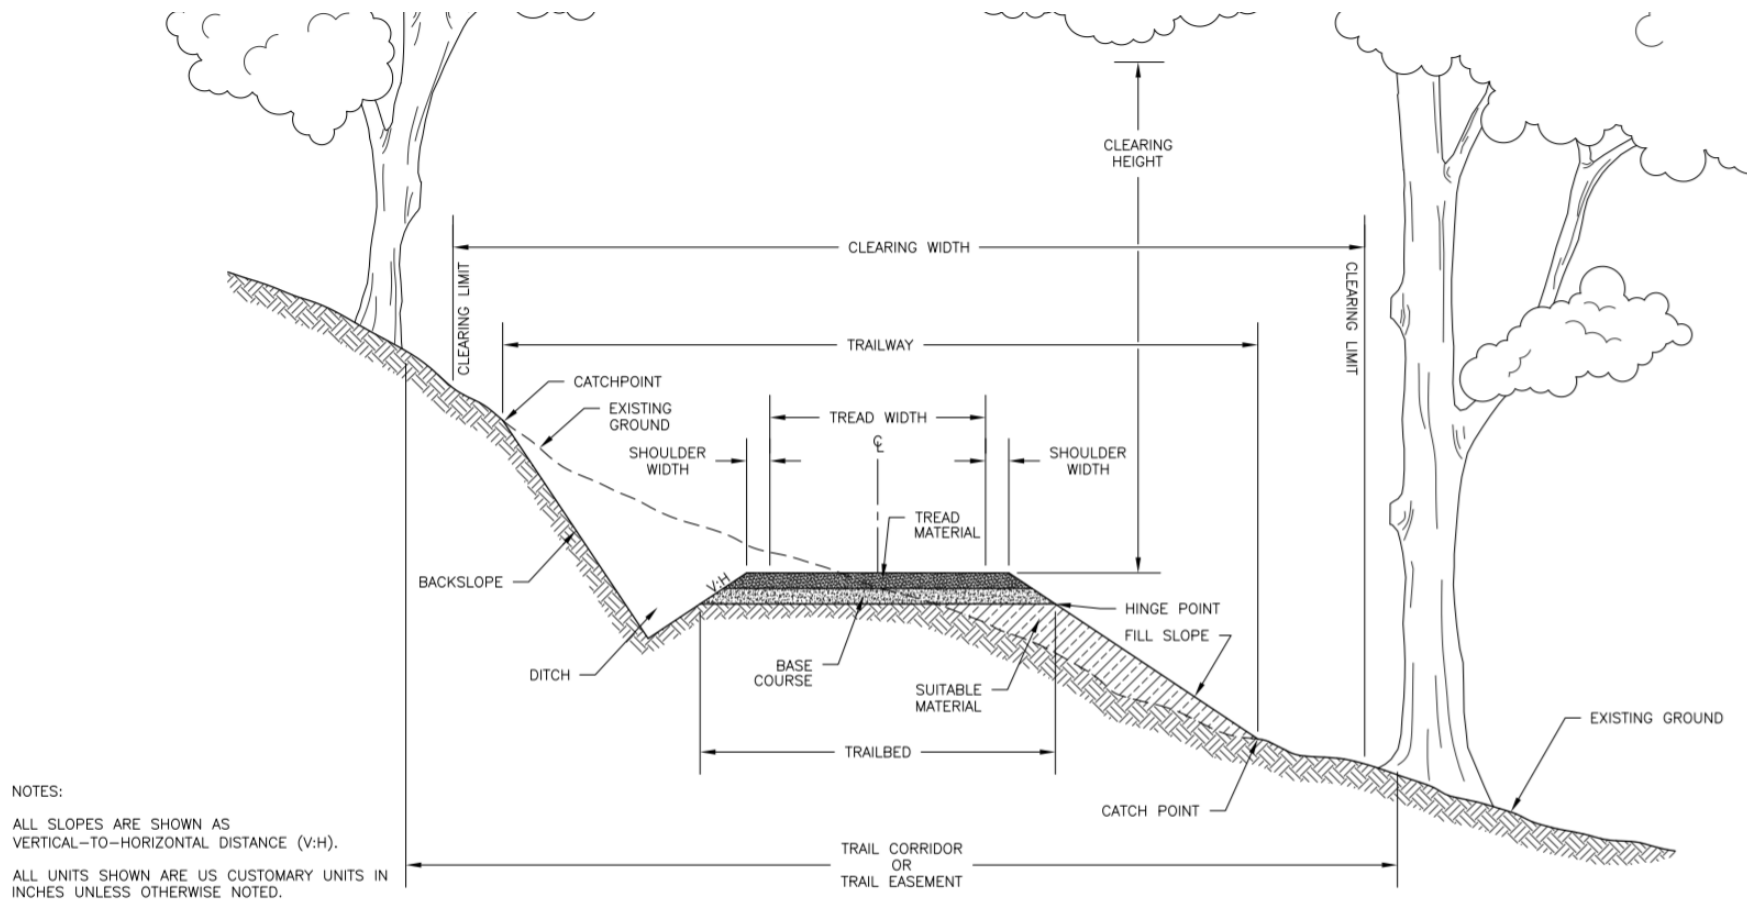 CLEARING
HEIGHT
CLEARING WIDTH
CLEARING LIMIT
CLEARING LIMIT
TRAILWAY
CATCHPOINT
EXISTING
GROUND
TREAD WIDTH
℄
SHOULDER
WIDTH
SHOULDER
WIDTH
TREAD
MATERIAL
V:H
BACKSLOPE
HINGE POINT
FILL SLOPE
DITCH
BASE
COURSE
SUITABLE
MATERIAL
EXISTING GROUND
TRAILBED
CATCH POINT
NOTES:
ALL SLOPES ARE SHOWN AS
VERTICAL-TO-HORIZONTAL DISTANCE (V:H).
ALL UNITS SHOWN ARE US CUSTOMARY UNITS IN
INCHES UNLESS OTHERWISE NOTED.
TRAIL CORRIDOR
OR
TRAIL EASEMENT